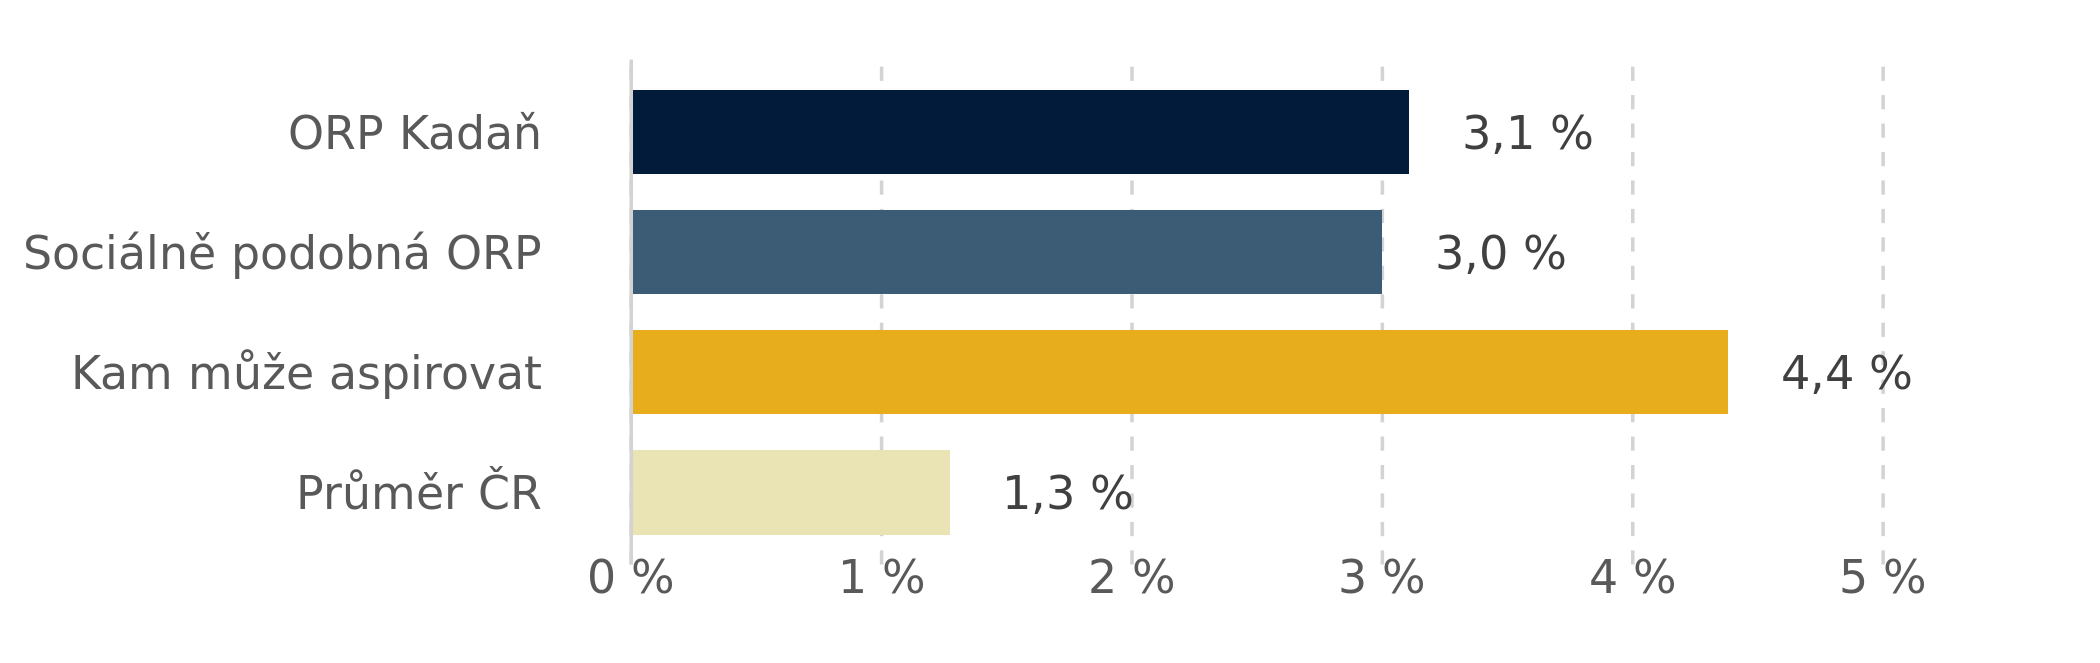 ORP Kadaň 3,1 %
Sociálně podobná ORP 3,0 %
Kam může aspirovat 4,4 %
Průměr ČR 1,3 %
0 % 1 % 2 % 3 % 4 % 5 %